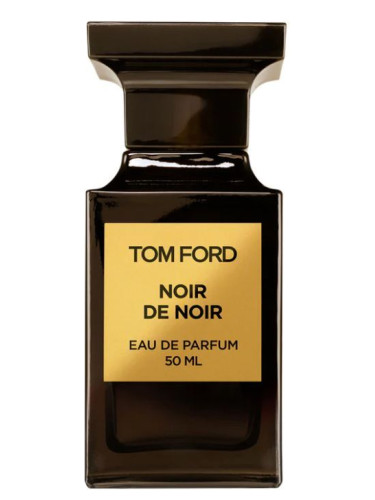 TOM FORD
NOIR
DE NOIR
EAU DE PARFUM
50 ML